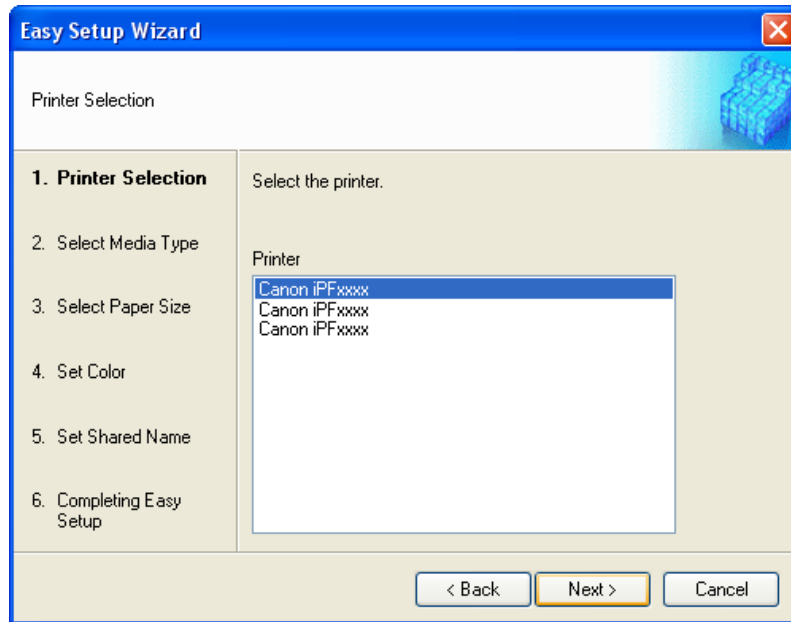 Easy Setup Wizard
Printer Selection
1. Printer Selection
2. Select Media Type
3. Select Paper Size
4. Set Color
5. Set Shared Name
6. Completing Easy
Setup
Select the printer.
Printer
Canon iPFxxxx
Canon iPFxxxx
Canon iPFxxxx
< Back
Next >
Cancel